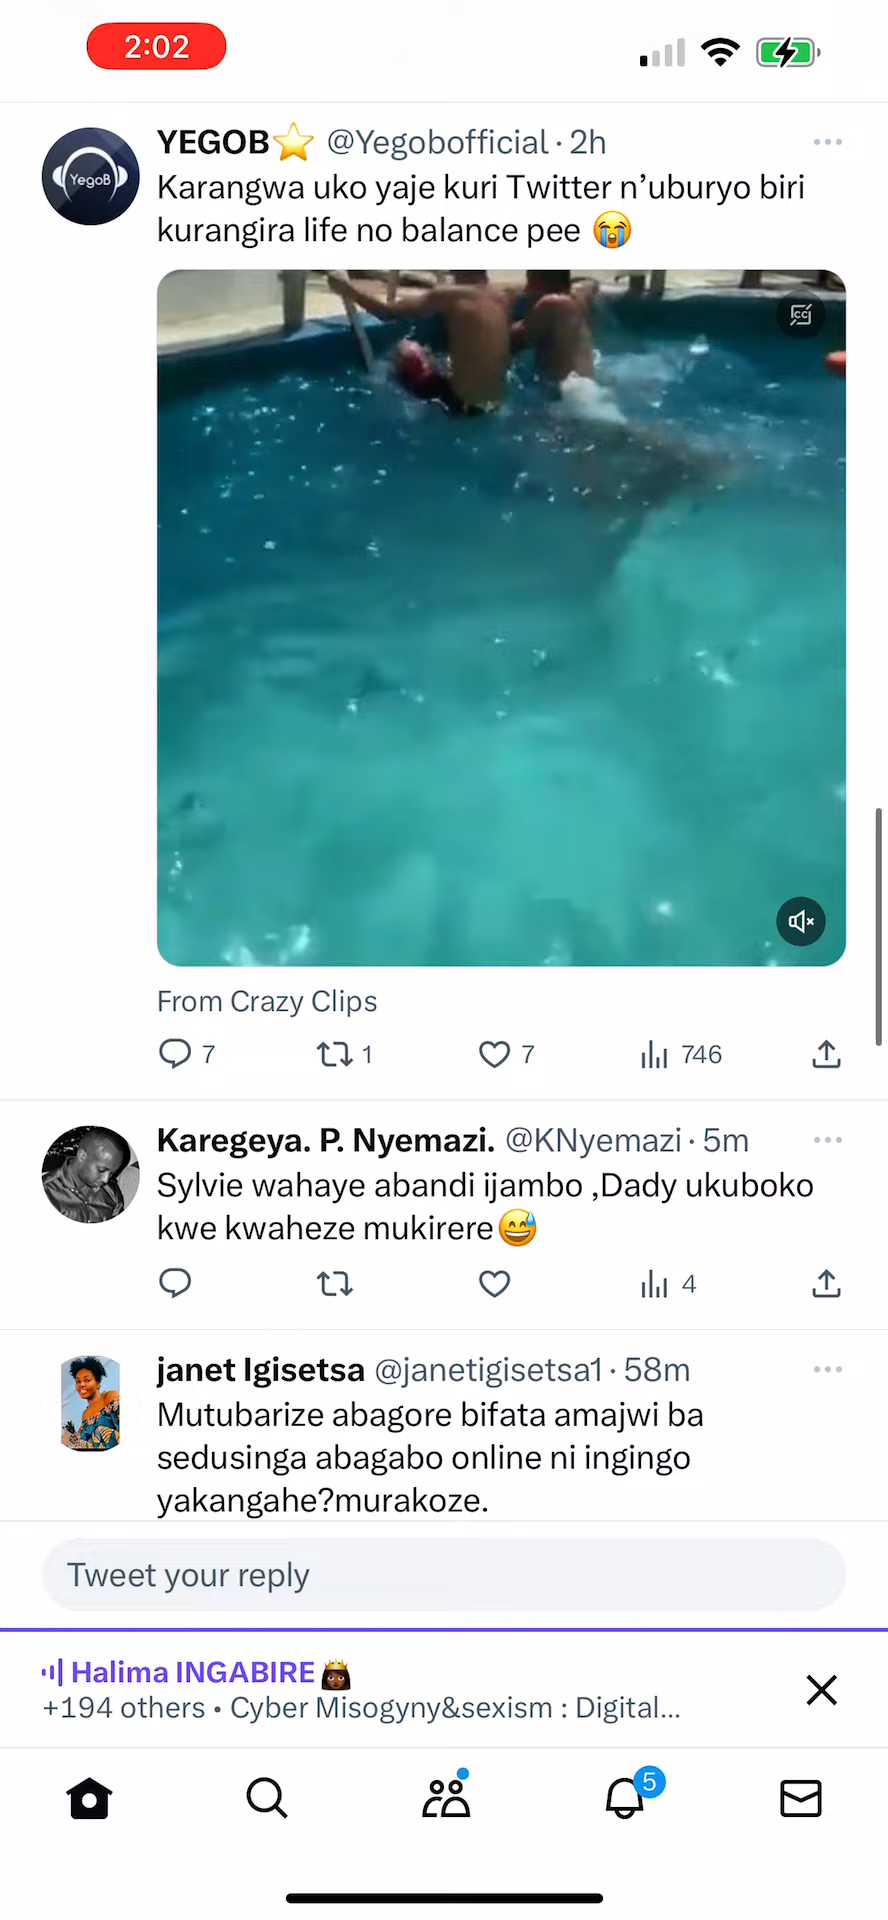 2:02
YEGOB⭐ @Yegobofficial · 2h
YegoB
Karangwa uko yaje kuri Twitter n’uburyo biri
kurangira life no balance pee 😭
CC
From Crazy Clips
7 1 7 746
Karegeya. P. Nyemazi. @KNyemazi · 5m
Sylvie wahaye abandi ijambo ,Dady ukuboko
kwe kwaheze mukirere😅
4
janet Igisetsa @janetigisetsa1 · 58m
Mutubarize abagore bifata amajwi ba
sedusinga abagabo online ni ingingo
yakangahe?murakoze.
Tweet your reply
Halima INGABIRE👸🏿
+194 others • Cyber Misogyny&sexism : Digital...
5